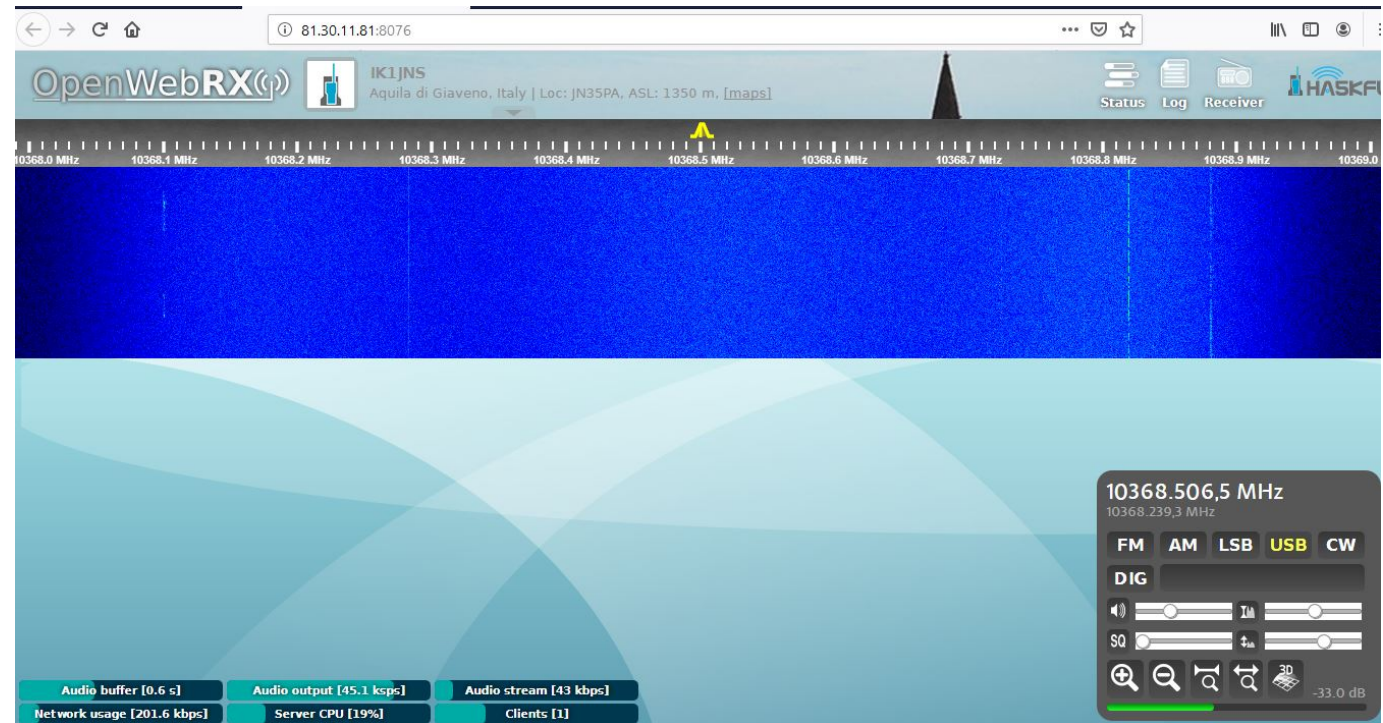 81.30.11.81:8076
OpenWebRX
IK1JNS
Aquila di Giaveno, Italy | Loc: JN35PA, ASL: 1350 m, [maps]
Status Log Receiver
10368.0 MHz 10368.1 MHz 10368.2 MHz 10368.3 MHz 10368.4 MHz 10368.5 MHz 10368.6 MHz 10368.7 MHz 10368.8 MHz 10368.9 MHz 10369.0
10368.506,5 MHz
10368.239,3 MHz
FM AM LSB USB CW
DIG
SQ
3D
-33.0 dB
Audio buffer [0.6 s] Audio output [45.1 ksps] Audio stream [43 kbps]
Network usage [201.6 kbps] Server CPU [19%] Clients [1]